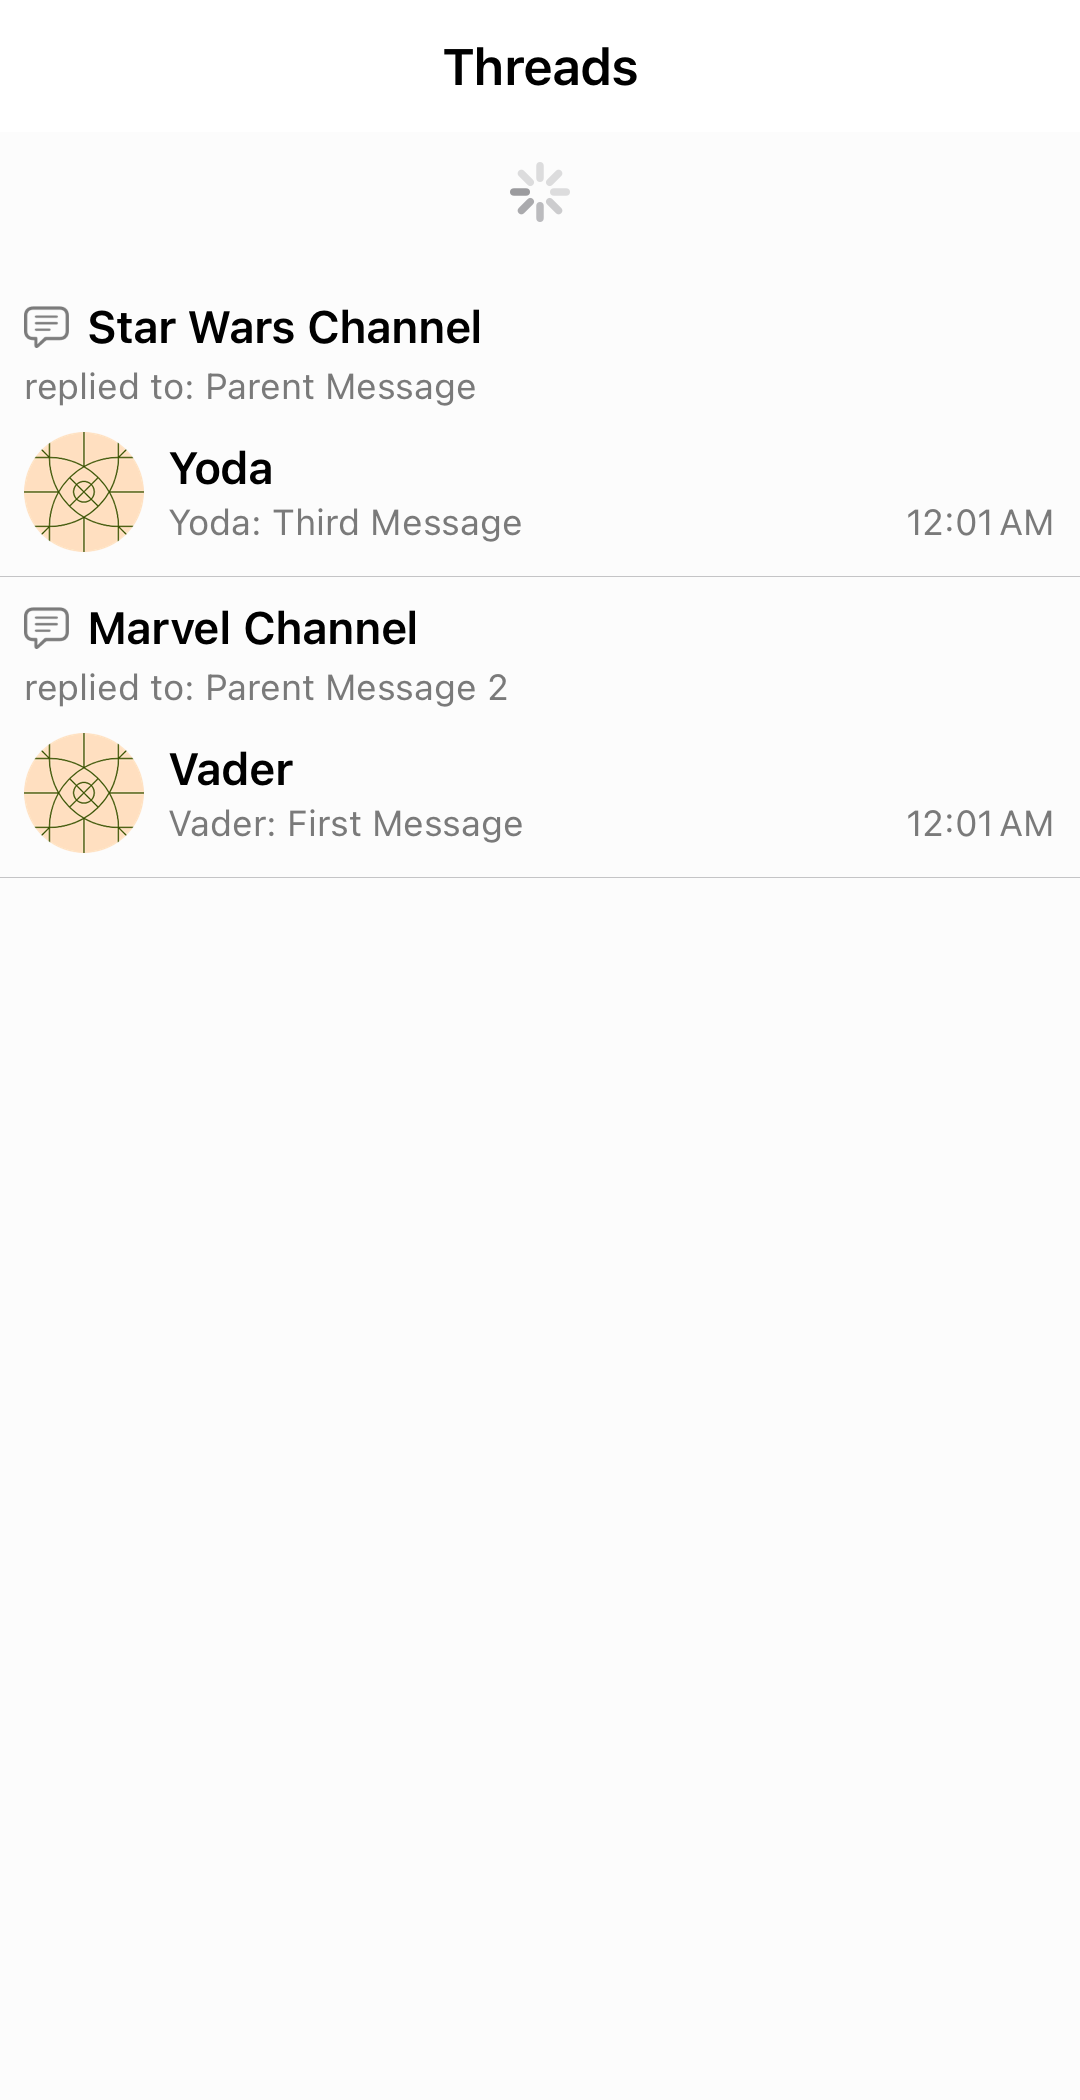 Threads
Star Wars Channel
replied to: Parent Message
Yoda
Yoda: Third Message 12:01 AM
Marvel Channel
replied to: Parent Message 2
Vader
Vader: First Message 12:01 AM